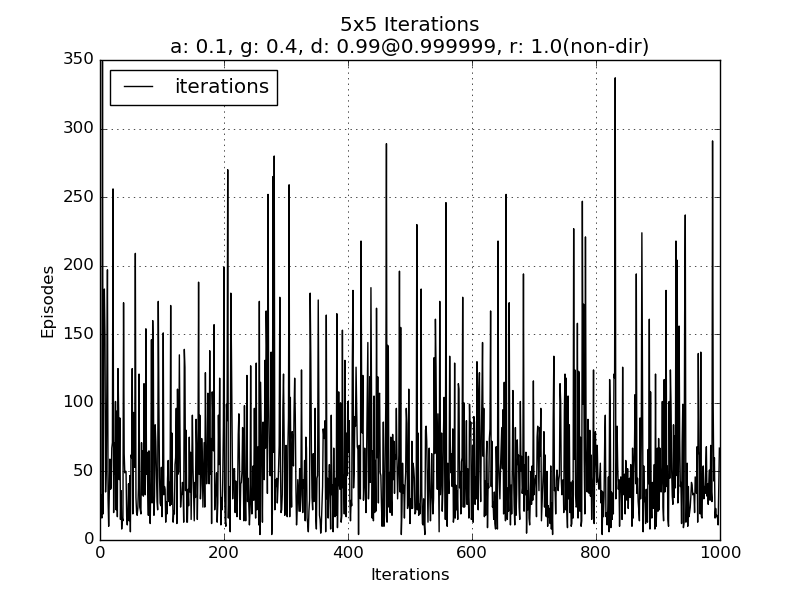 5x5 Iterations
a: 0.1, g: 0.4, d: 0.99@0.999999, r: 1.0(non-dir)
iterations
350
300
250
200
150
100
50
0
Episodes
0 200 400 600 800 1000
Iterations